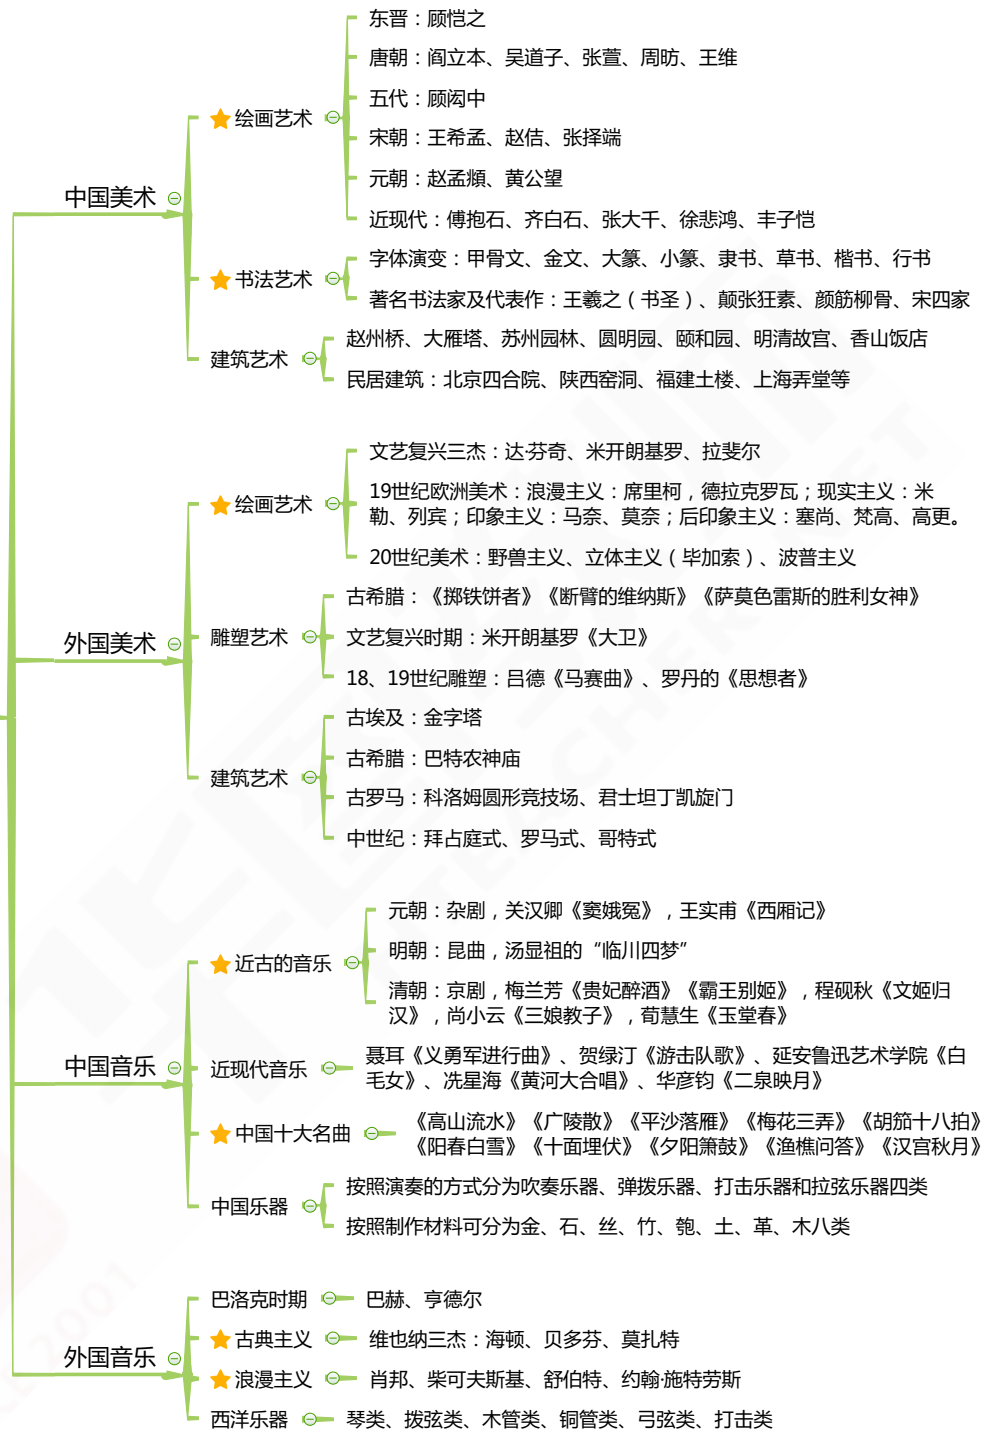 中国美术
绘画艺术
东晋：顾恺之
唐朝：阎立本、吴道子、张萱、周昉、王维
五代：顾闳中
宋朝：王希孟、赵佶、张择端
元朝：赵孟頫、黄公望
近现代：傅抱石、齐白石、张大千、徐悲鸿、丰子恺
书法艺术
字体演变：甲骨文、金文、大篆、小篆、隶书、草书、楷书、行书
著名书法家及代表作：王羲之（书圣）、颠张狂素、颜筋柳骨、宋四家
建筑艺术
赵州桥、大雁塔、苏州园林、圆明园、颐和园、明清故宫、香山饭店
民居建筑：北京四合院、陕西窑洞、福建土楼、上海弄堂等
外国美术
绘画艺术
文艺复兴三杰：达·芬奇、米开朗基罗、拉斐尔
19世纪欧洲美术：浪漫主义：席里柯，德拉克罗瓦；现实主义：米
勒、列宾；印象主义：马奈、莫奈；后印象主义：塞尚、梵高、高更。
20世纪美术：野兽主义、立体主义（毕加索）、波普主义
雕塑艺术
古希腊：《掷铁饼者》《断臂的维纳斯》《萨莫色雷斯的胜利女神》
文艺复兴时期：米开朗基罗《大卫》
18、19世纪雕塑：吕德《马赛曲》、罗丹的《思想者》
建筑艺术
古埃及：金字塔
古希腊：巴特农神庙
古罗马：科洛姆圆形竞技场、君士坦丁凯旋门
中世纪：拜占庭式、罗马式、哥特式
中国音乐
近古的音乐
元朝：杂剧，关汉卿《窦娥冤》，王实甫《西厢记》
明朝：昆曲，汤显祖的“临川四梦”
清朝：京剧，梅兰芳《贵妃醉酒》《霸王别姬》，程砚秋《文姬归
汉》，尚小云《三娘教子》，荀慧生《玉堂春》
近现代音乐
聂耳《义勇军进行曲》、贺绿汀《游击队歌》、延安鲁迅艺术学院《白
毛女》、冼星海《黄河大合唱》、华彦钧《二泉映月》
中国十大名曲
《高山流水》《广陵散》《平沙落雁》《梅花三弄》《胡笳十八拍》
《阳春白雪》《十面埋伏》《夕阳箫鼓》《渔樵问答》《汉宫秋月》
中国乐器
按照演奏的方式分为吹奏乐器、弹拨乐器、打击乐器和拉弦乐器四类
按照制作材料可分为金、石、丝、竹、匏、土、革、木八类
外国音乐
巴洛克时期
巴赫、亨德尔
古典主义
维也纳三杰：海顿、贝多芬、莫扎特
浪漫主义
肖邦、柴可夫斯基、舒伯特、约翰·施特劳斯
西洋乐器
琴类、拨弦类、木管类、铜管类、弓弦类、打击类